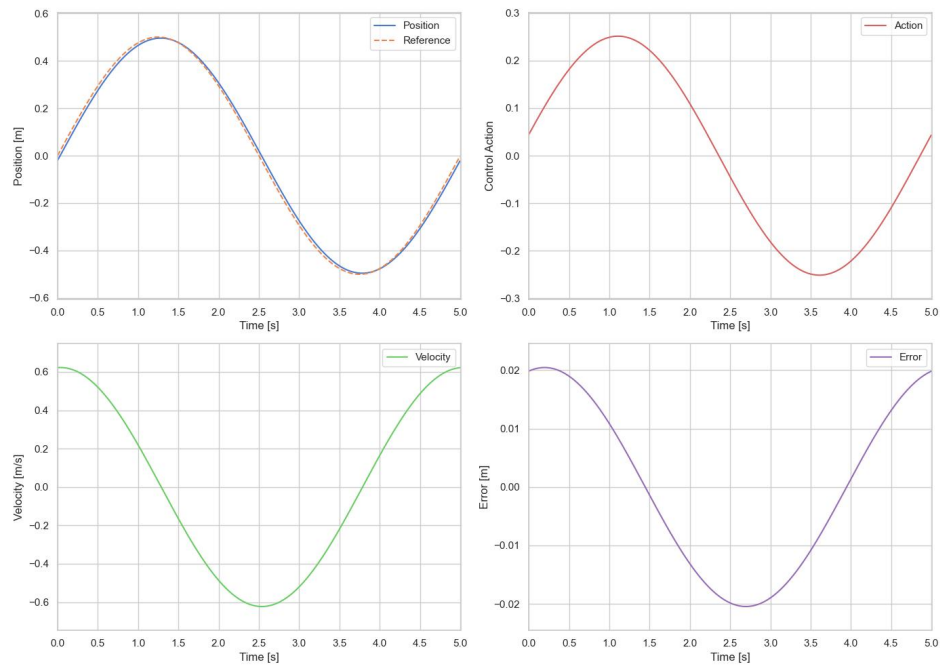 Position [m]
0.6
0.4
0.2
0.0
−0.2
−0.4
−0.6
Position
Reference
0.0 0.5 1.0 1.5 2.0 2.5 3.0 3.5 4.0 4.5 5.0
Time [s]
Control Action
0.3
0.2
0.1
0.0
−0.1
−0.2
−0.3
Action
0.0 0.5 1.0 1.5 2.0 2.5 3.0 3.5 4.0 4.5 5.0
Time [s]
Velocity [m/s]
0.6
0.4
0.2
0.0
−0.2
−0.4
−0.6
Velocity
0.0 0.5 1.0 1.5 2.0 2.5 3.0 3.5 4.0 4.5 5.0
Time [s]
Error [m]
0.02
0.01
0.00
−0.01
−0.02
Error
0.0 0.5 1.0 1.5 2.0 2.5 3.0 3.5 4.0 4.5 5.0
Time [s]